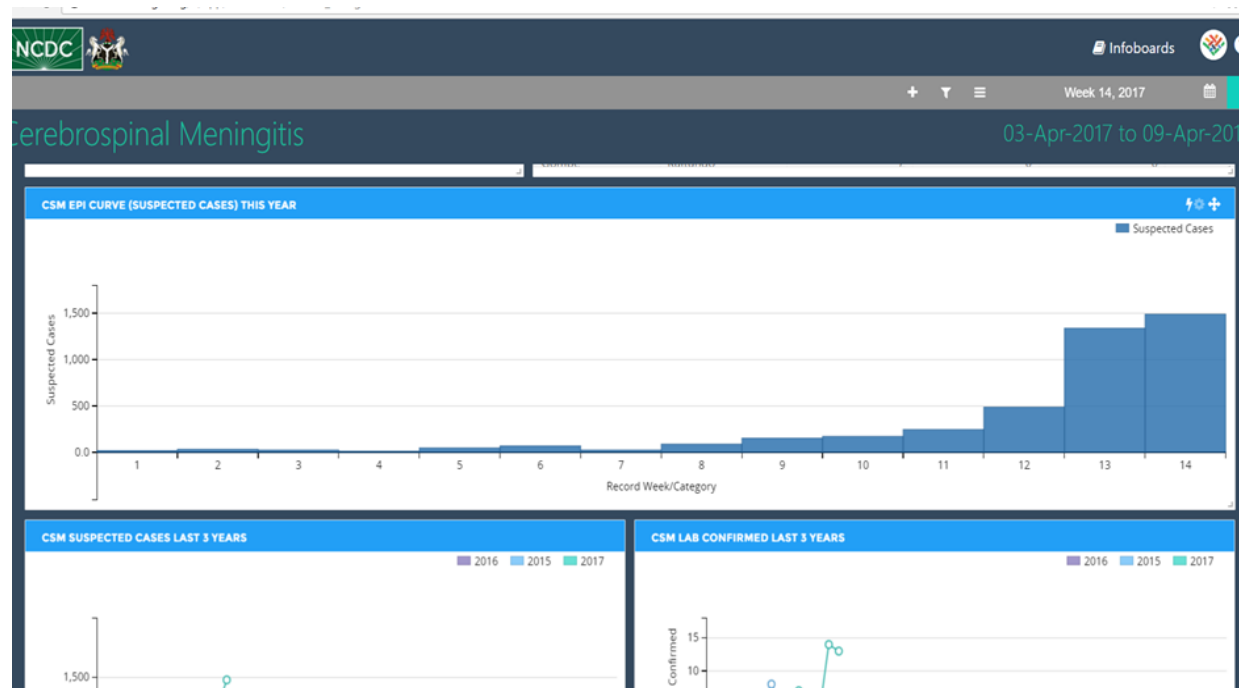 NCDC
Infoboards
Week 14, 2017
Cerebrospinal Meningitis
03-Apr-2017 to 09-Apr-201
CSM EPI CURVE (SUSPECTED CASES) THIS YEAR
Suspected Cases
Suspected Cases
1,500
1,000
500
0.0
1 2 3 4 5 6 7 8 9 10 11 12 13 14
Record Week/Category
CSM SUSPECTED CASES LAST 3 YEARS
2016 2015 2017
1,500
CSM LAB CONFIRMED LAST 3 YEARS
2016 2015 2017
Confirmed
15
10